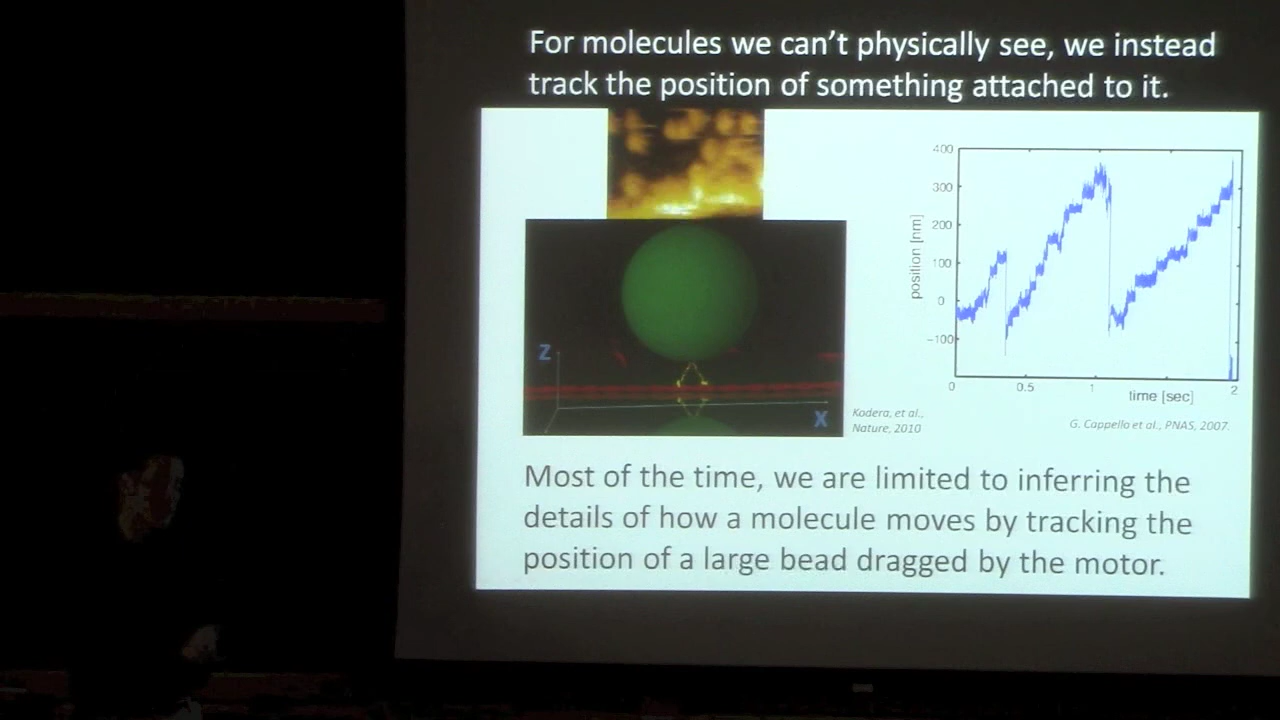 For molecules we can't physically see, we instead
track the position of something attached to it.
Z
X
Kodera, et al.,
Nature, 2010
position [nm]
400
300
200
100
0
−100
0
0.5
1
2
time [sec]
G. Cappello et al., PNAS, 2007.
Most of the time, we are limited to inferring the
details of how a molecule moves by tracking the
position of a large bead dragged by the motor.